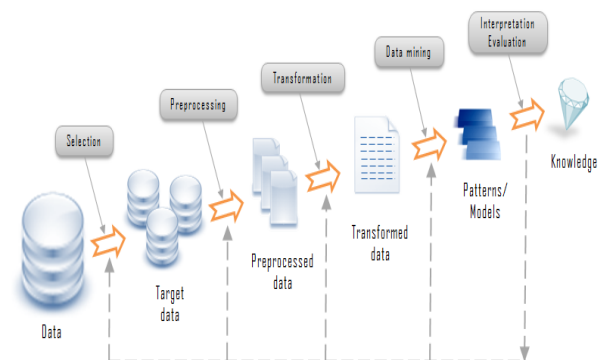 Interpretation
Evaluation
Data mining
Transformation
Preprocessing
Selection
Knowledge
Patterns/
Models
Transformed
data
Preprocessed
data
Target
data
Data